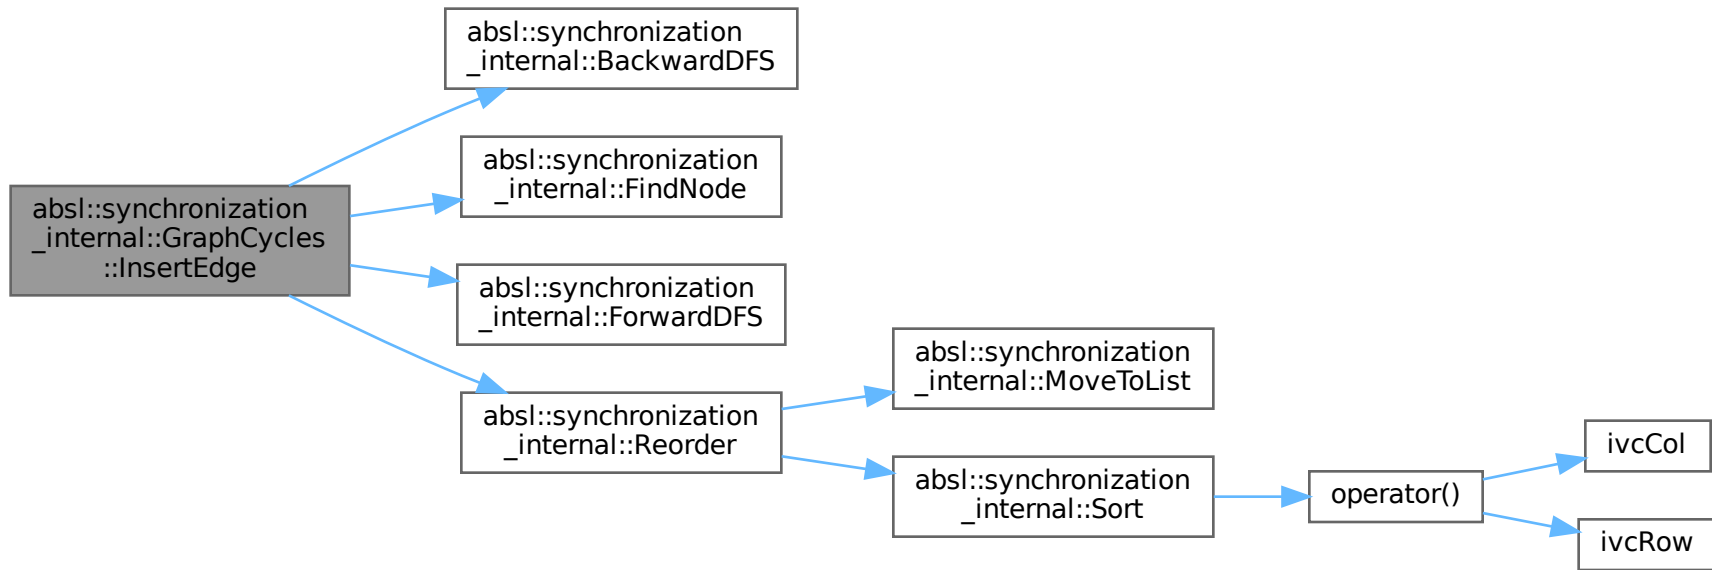 absl::synchronization
_internal::BackwardDFS
absl::synchronization
_internal::FindNode
absl::synchronization
_internal::GraphCycles
::InsertEdge
absl::synchronization
_internal::ForwardDFS
absl::synchronization
_internal::Reorder
absl::synchronization
_internal::MoveToList
absl::synchronization
_internal::Sort
operator()
ivcCol
ivcRow